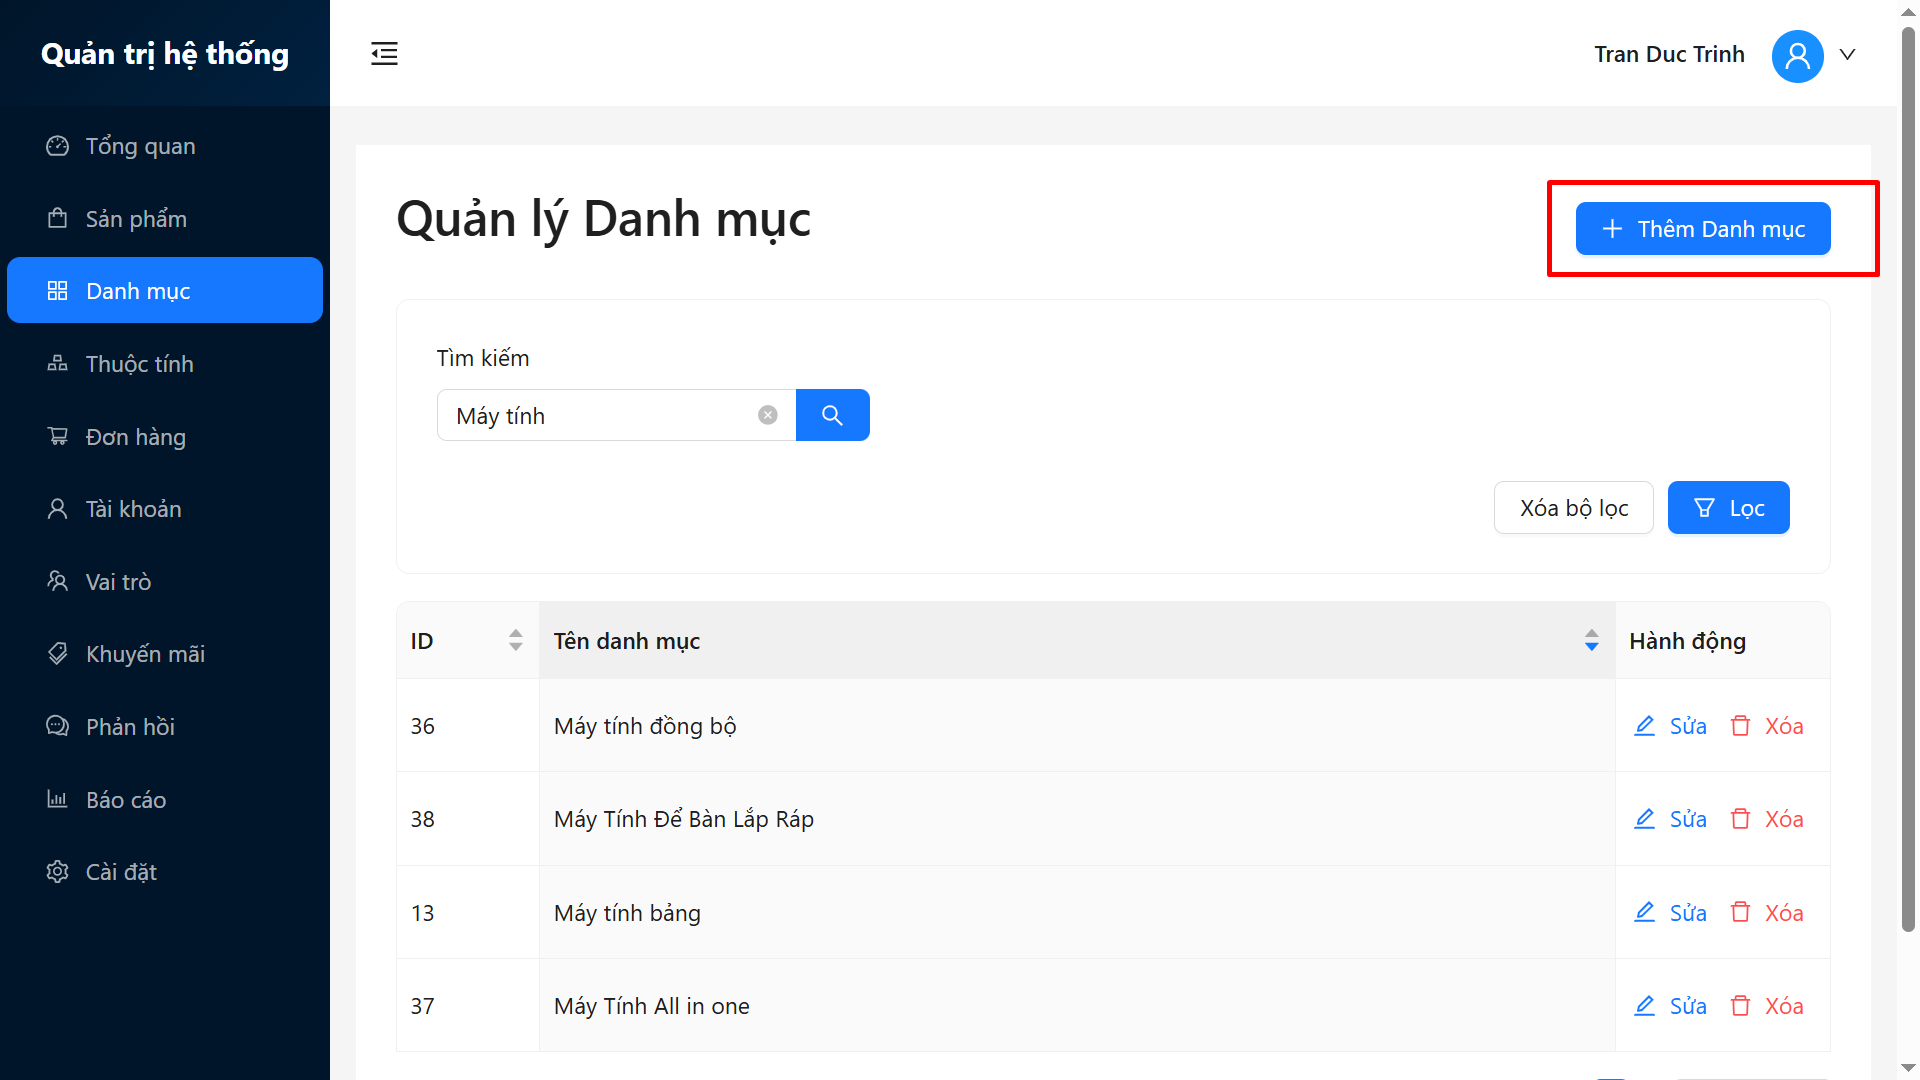 Quản trị hệ thống
Tran Duc Trinh
Tổng quan
Sản phẩm
Danh mục
Thuộc tính
Đơn hàng
Tài khoản
Vai trò
Khuyến mãi
Phản hồi
Báo cáo
Cài đặt
Quản lý Danh mục
Thêm Danh mục
Tìm kiếm
Máy tính
Xóa bộ lọc
Lọc
ID Tên danh mục Hành động
36 Máy tính đồng bộ Sửa Xóa
38 Máy Tính Để Bàn Lắp Ráp Sửa Xóa
13 Máy tính bảng Sửa Xóa
37 Máy Tính All in one Sửa Xóa